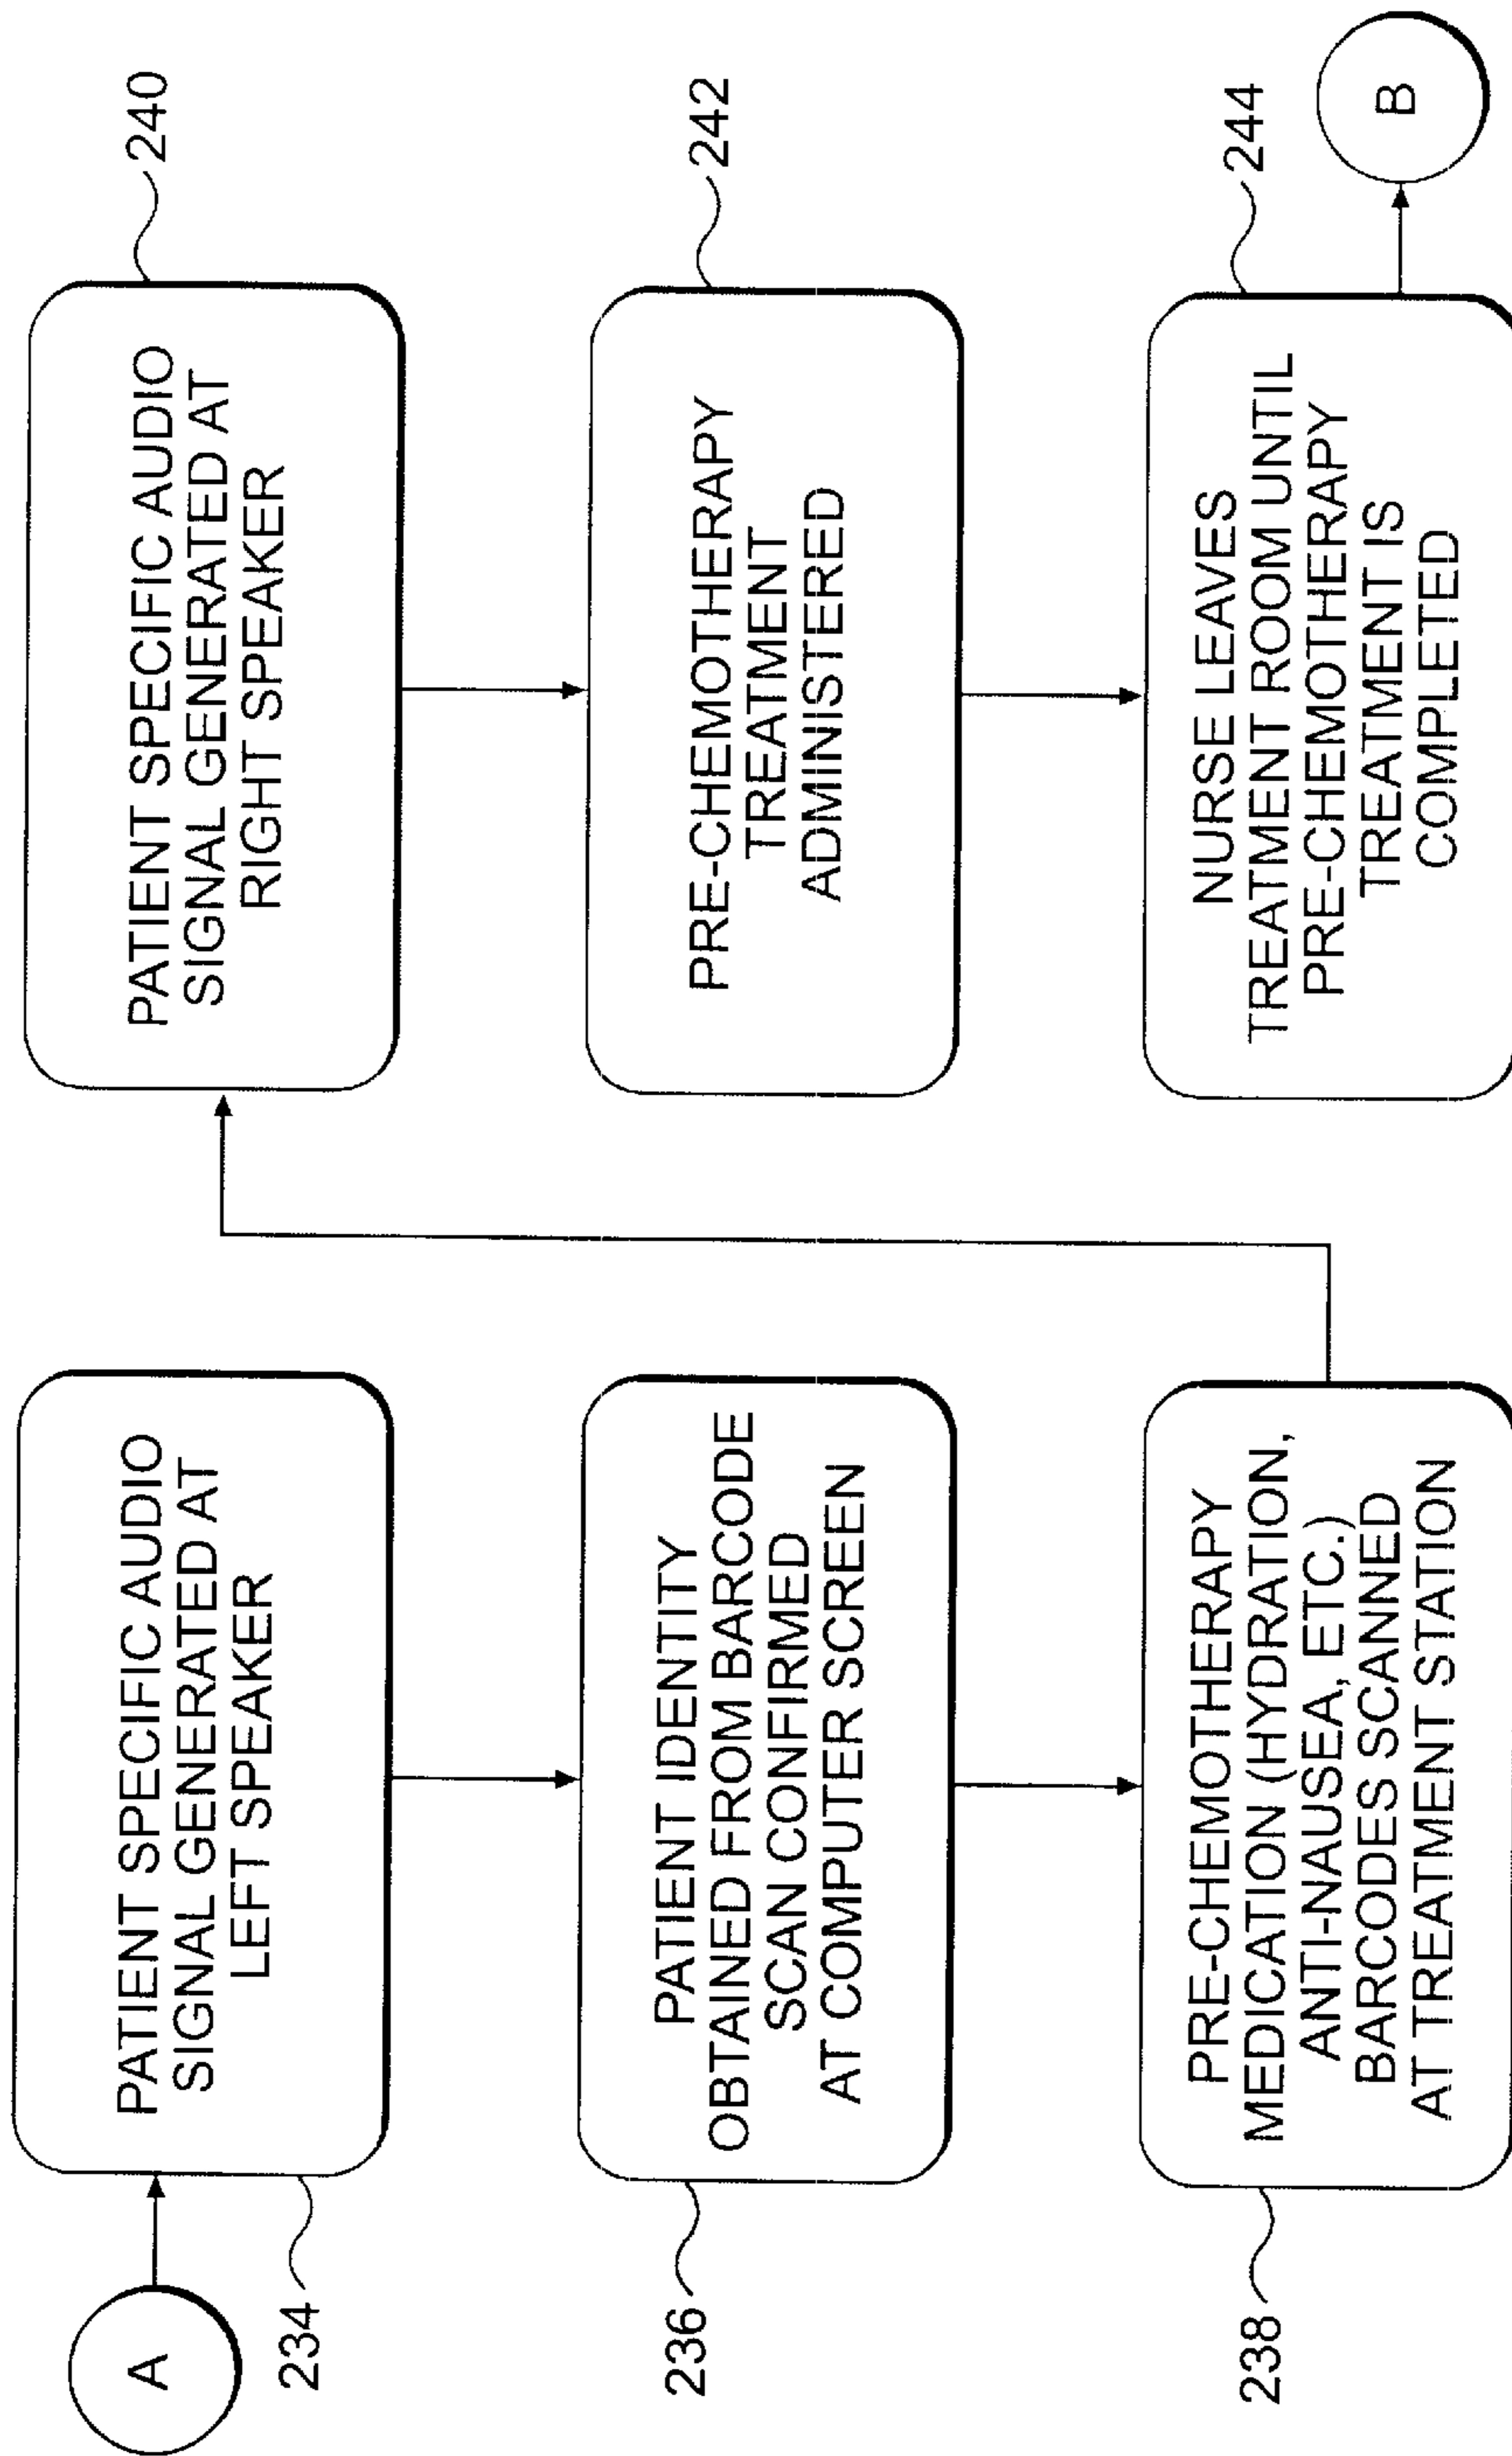 A
PATIENT SPECIFIC AUDIO
SIGNAL GENERATED AT
LEFT SPEAKER
234
PATIENT IDENTITY
OBTAINED FROM BARCODE
SCAN CONFIRMED
AT COMPUTER SCREEN
236
PRE-CHEMOTHERAPY
MEDICATION (HYDRATION,
ANTI-NAUSEA, ETC.)
BARCODES SCANNED
AT TREATMENT STATION
238
PATIENT SPECIFIC AUDIO
SIGNAL GENERATED AT
RIGHT SPEAKER
240
PRE-CHEMOTHERAPY
TREATMENT
ADMINISTERED
242
NURSE LEAVES
TREATMENT ROOM UNTIL
PRE-CHEMOTHERAPY
TREATMENT IS
COMPLETED
244
B